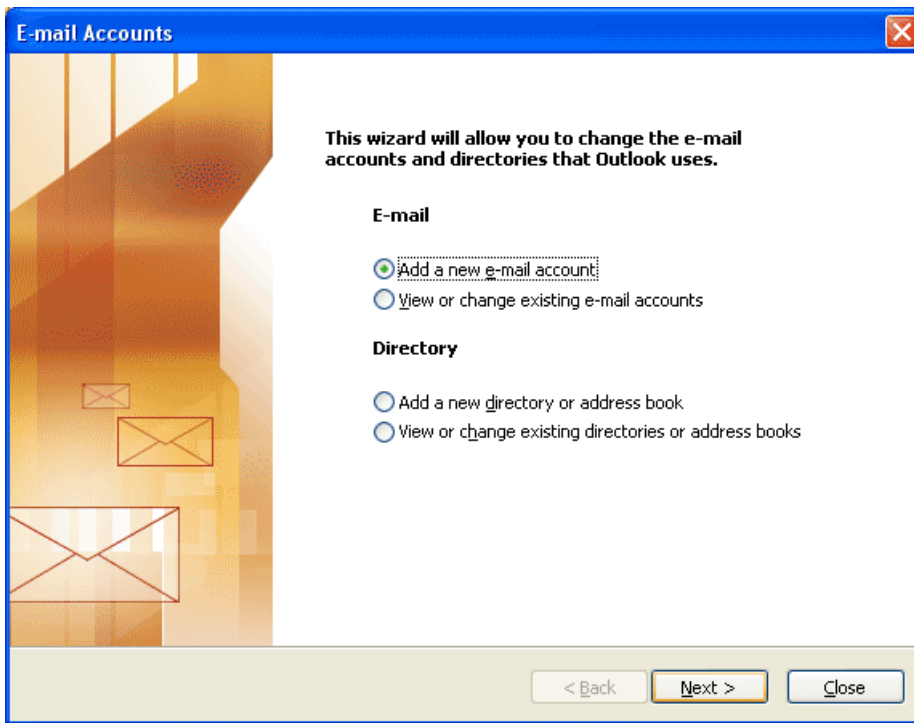 E-mail Accounts
This wizard will allow you to change the e-mail
accounts and directories that Outlook uses.
E-mail
Add a new e-mail account
View or change existing e-mail accounts
Directory
Add a new directory or address book
View or change existing directories or address books
< Back
Next >
Close